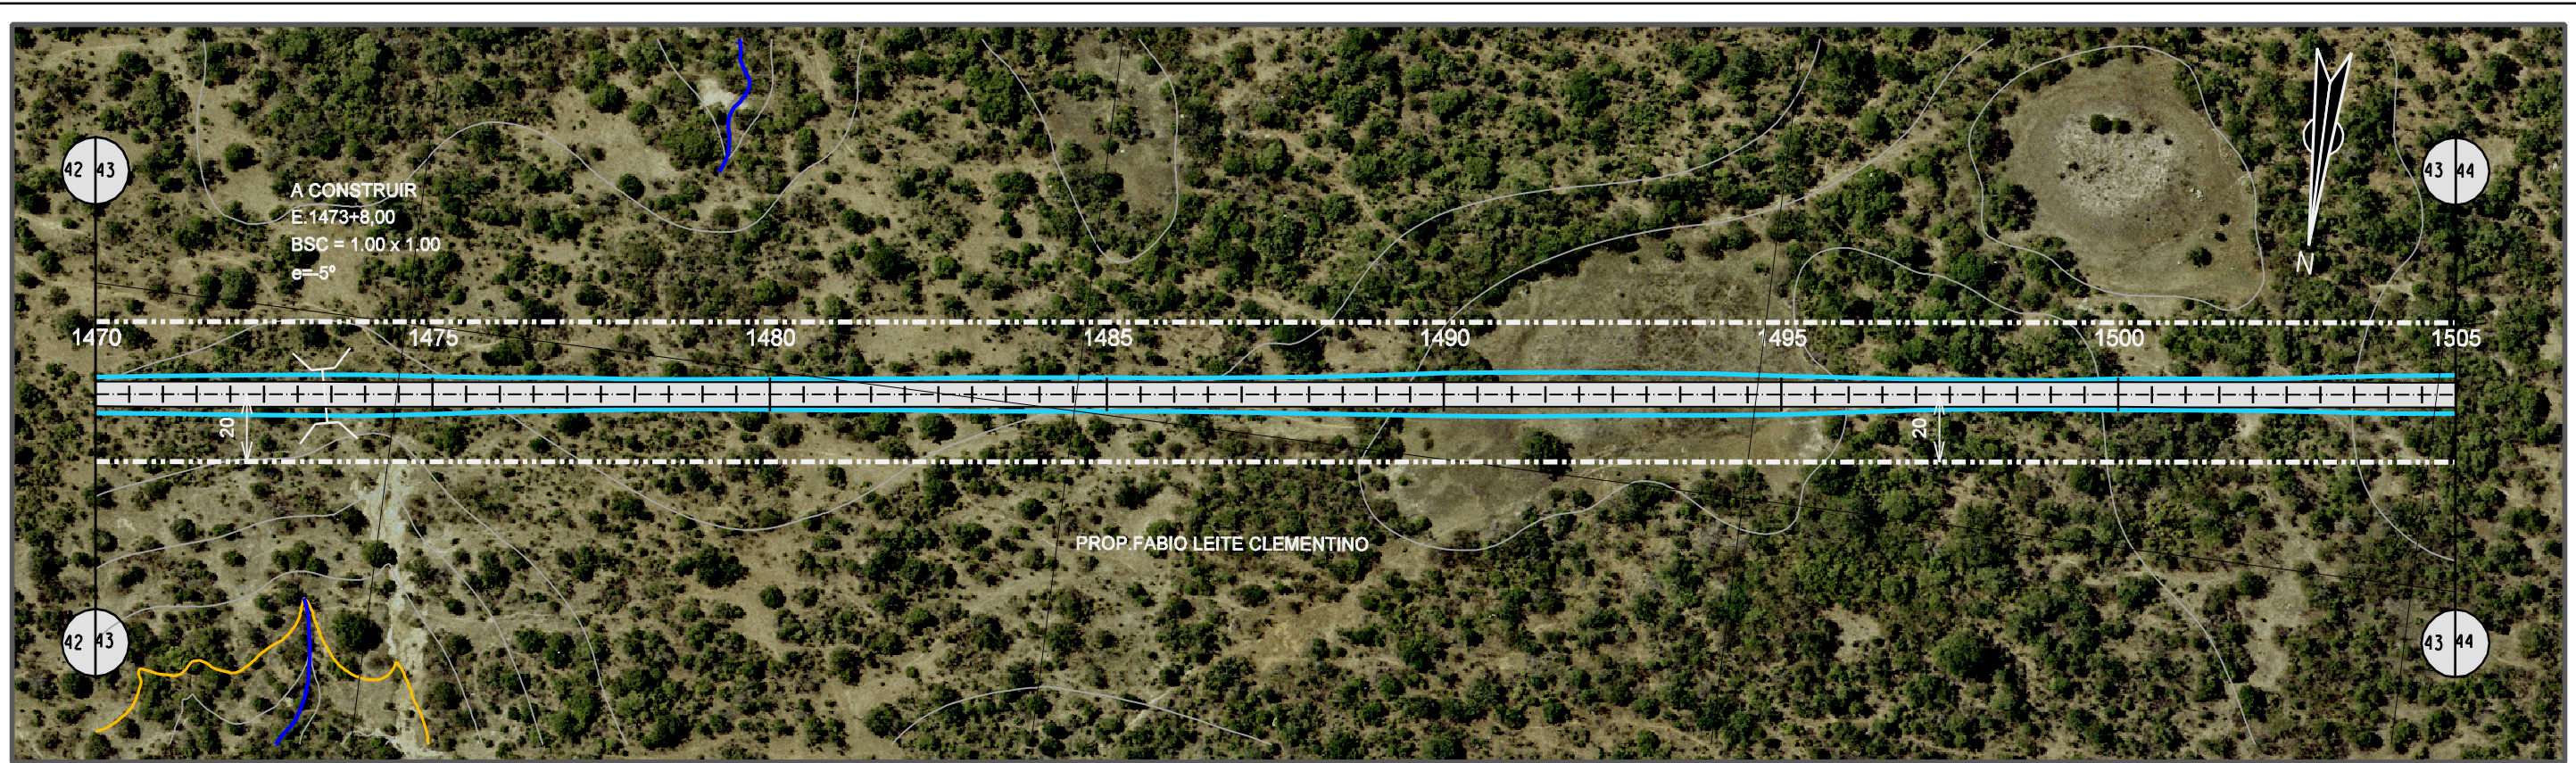 42 43
43 44
A CONSTRUIR
E.1473+8,00
BSC = 1.00 x 1.00
e=-5º
N
1470 1475 1480 1485 1490 1495 1500 1505
20
20
PROP.FABIO LEITE CLEMENTINO
42 43
43 44